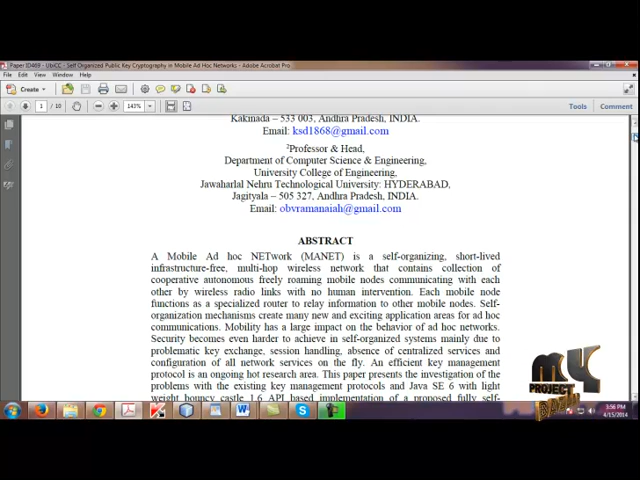 Paper ID469 - UbiCC - Self Organized Public Key Cryptography in Mobile Ad Hoc Networks - Adobe Acrobat Pro
File Edit View Window Help
Create
1 / 10
143%
Tools
Comment
Kakinada – 533 003, Andhra Pradesh, INDIA.
Email: ksd1868@gmail.com
2Professor & Head,
Department of Computer Science & Engineering,
University College of Engineering,
Jawaharlal Nehru Technological University: HYDERABAD,
Jagityala – 505 327, Andhra Pradesh, INDIA.
Email: obvramanaiah@gmail.com
ABSTRACT
A Mobile Ad hoc NETwork (MANET) is a self-organizing, short-lived
infrastructure-free, multi-hop wireless network that contains collection of
cooperative autonomous freely roaming mobile nodes communicating with each
other by wireless radio links with no human intervention. Each mobile node
functions as a specialized router to relay information to other mobile nodes. Self-
organization mechanisms create many new and exciting application areas for ad hoc
communications. Mobility has a large impact on the behavior of ad hoc networks.
Security becomes even harder to achieve in self-organized systems mainly due to
problematic key exchange, session handling, absence of centralized services and
configuration of all network services on the fly. An efficient key management
protocol is an ongoing hot research area. This paper presents the investigation of the
problems with the existing key management protocols and Java SE 6 with light
weight bouncy castle 1.6 API based implementation of a proposed fully self-
MY
PROJECT
3:56 PM
4/15/2014